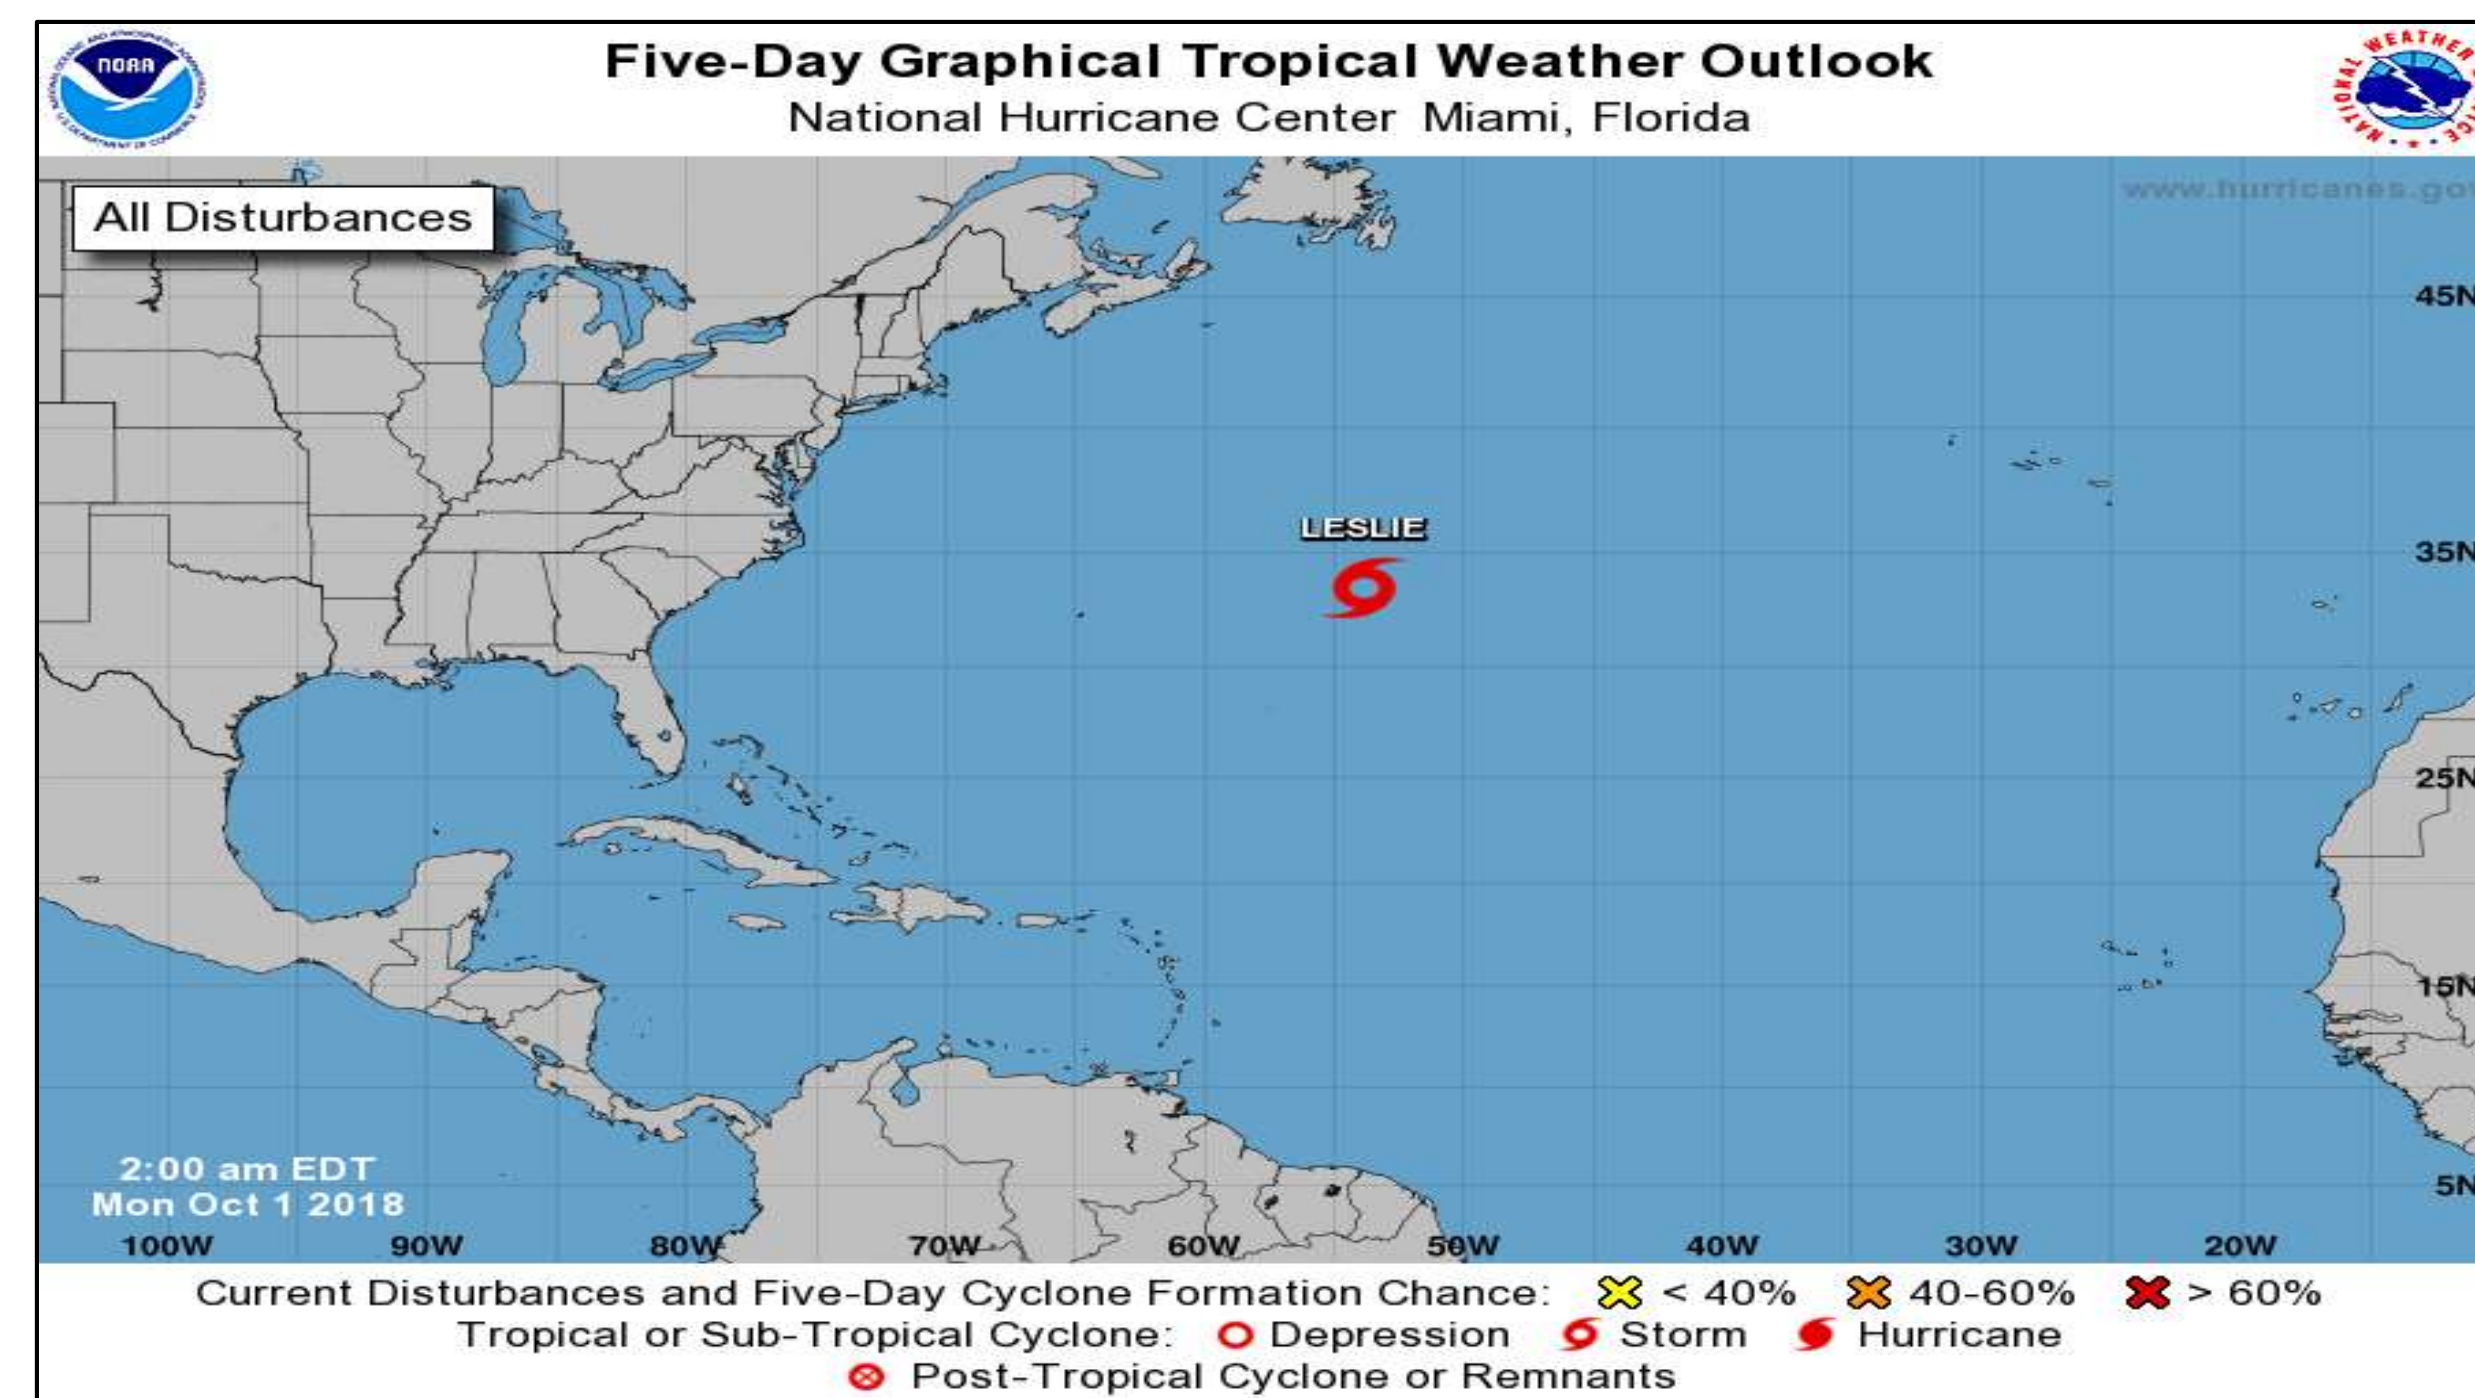 NOAA
Five-Day Graphical Tropical Weather Outlook
National Hurricane Center Miami, Florida
NATIONAL WEATHER
All Disturbances
www.hurricanes.gov
45N
LESLIE
35N
25N
15N
2:00 am EDT
Mon Oct 1 2018
5N
100W 90W 80W 70W 60W 50W 40W 30W 20W
Current Disturbances and Five-Day Cyclone Formation Chance: < 40% 40-60% > 60%
Tropical or Sub-Tropical Cyclone: Depression Storm Hurricane
Post-Tropical Cyclone or Remnants